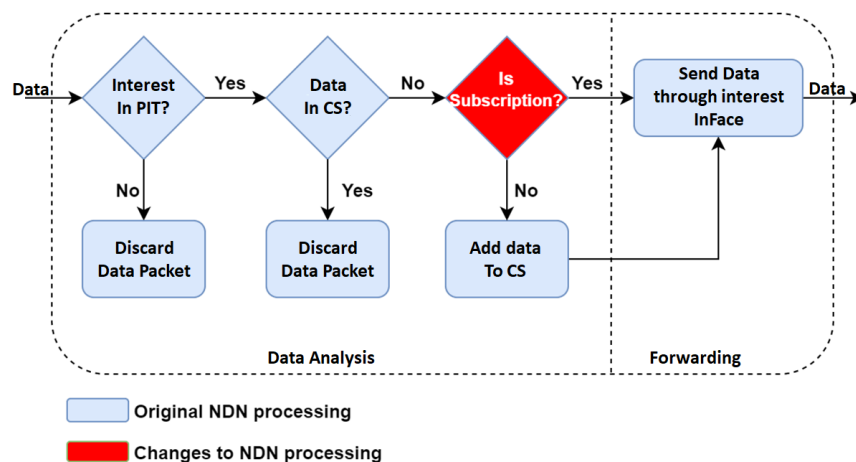 Data
Interest
In PIT?
Yes
Data
In CS?
No
Is
Subscription?
Yes
Send Data
through interest
InFace
Data
No
Yes
No
Discard
Data Packet
Discard
Data Packet
Add data
To CS
Data Analysis
Forwarding
Original NDN processing
Changes to NDN processing